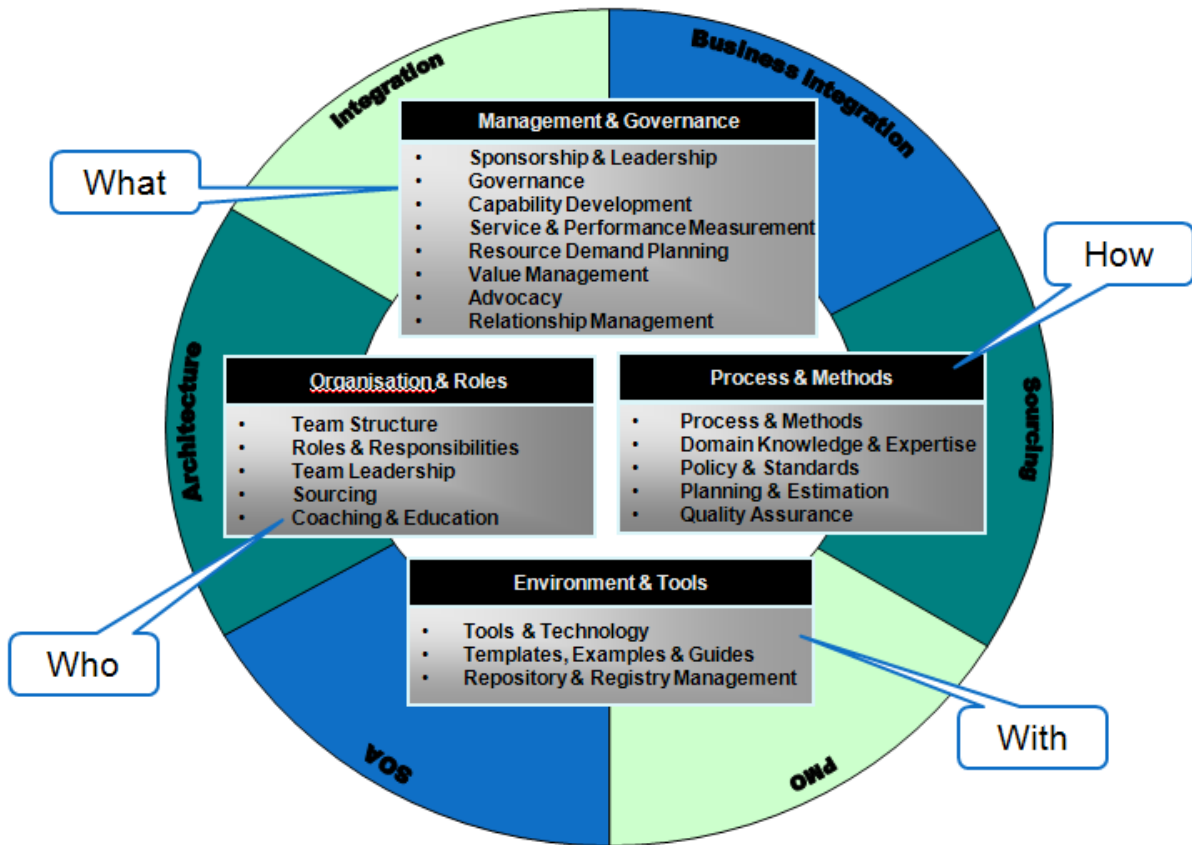 Integration
Business Integration
Management & Governance
• Sponsorship & Leadership
• Governance
• Capability Development
• Service & Performance Measurement
• Resource Demand Planning
• Value Management
• Advocacy
• Relationship Management
What
How
Architecture
Organisation & Roles
• Team Structure
• Roles & Responsibilities
• Team Leadership
• Sourcing
• Coaching & Education
Process & Methods
• Process & Methods
• Domain Knowledge & Expertise
• Policy & Standards
• Planning & Estimation
• Quality Assurance
Sourcing
Environment & Tools
• Tools & Technology
• Templates, Examples & Guides
• Repository & Registry Management
Who
With
SOA
PMO